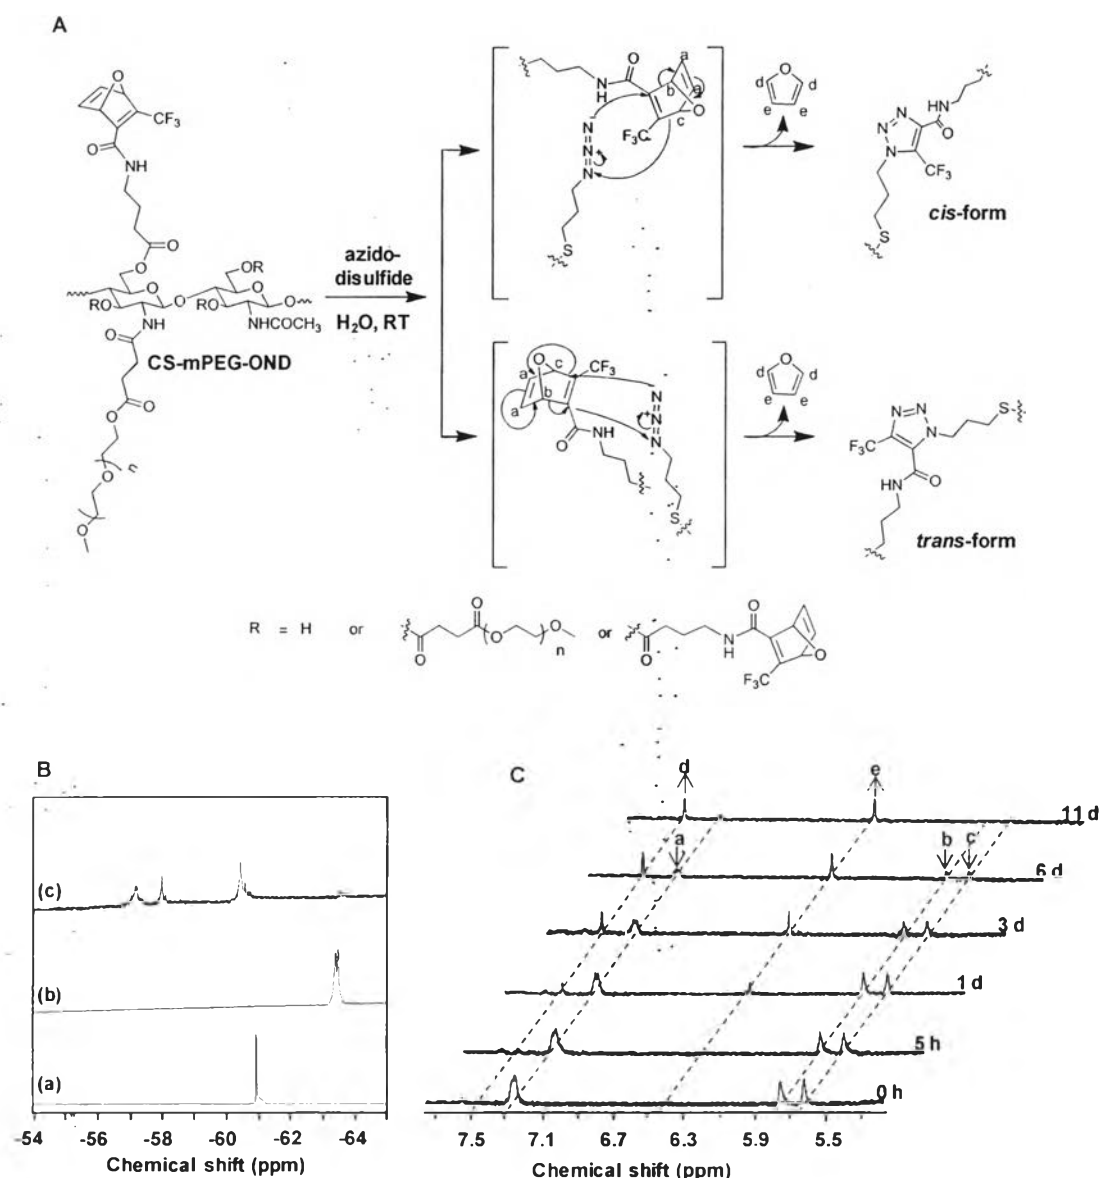 A
O
CF3
O
NH
O
O
OR
RO
RO
O
O
O
O
NH
NHCOCH3
O
CS-mPEG-OND
O
O
O
n
O
azido-
disulfide
H2O, RT
N
H
O
a
b
a
O
c
F3C
N
N
N
S
O
d
d
e
e
HN
O
N
N
N
CF3
S
cis-form
O
a
c
CF3
b
a
O
NH
N
N
N
S
O
d
d
e
e
N
N
N
S
F3C
HN
O
trans-form
R = H or
O
O
O
O
n
or
O
N
H
O
O
F3C
B
(c)
(b)
(a)
-54 -56 -58 -60 -62 -64
Chemical shift (ppm)
C
d
e
11 d
a
b
c
6 d
3 d
1 d
5 h
0 h
7.5 7.1 6.7 6.3 5.9 5.5
Chemical shift (ppm)